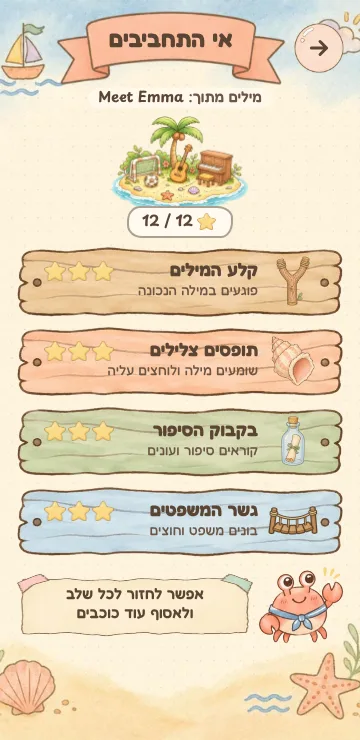 אי התחביבים
מילים מתוך: Meet Emma
12 / 12
קלע המילים
פוגעים במילה הנכונה
תופסים צלילים
שומעים מילה ולוחצים עליה
בקבוק הסיפור
קוראים סיפור ועונים
גשר המשפטים
בונים משפט וחוצים
אפשר לחזור לכל שלב
ולאסוף עוד כוכבים